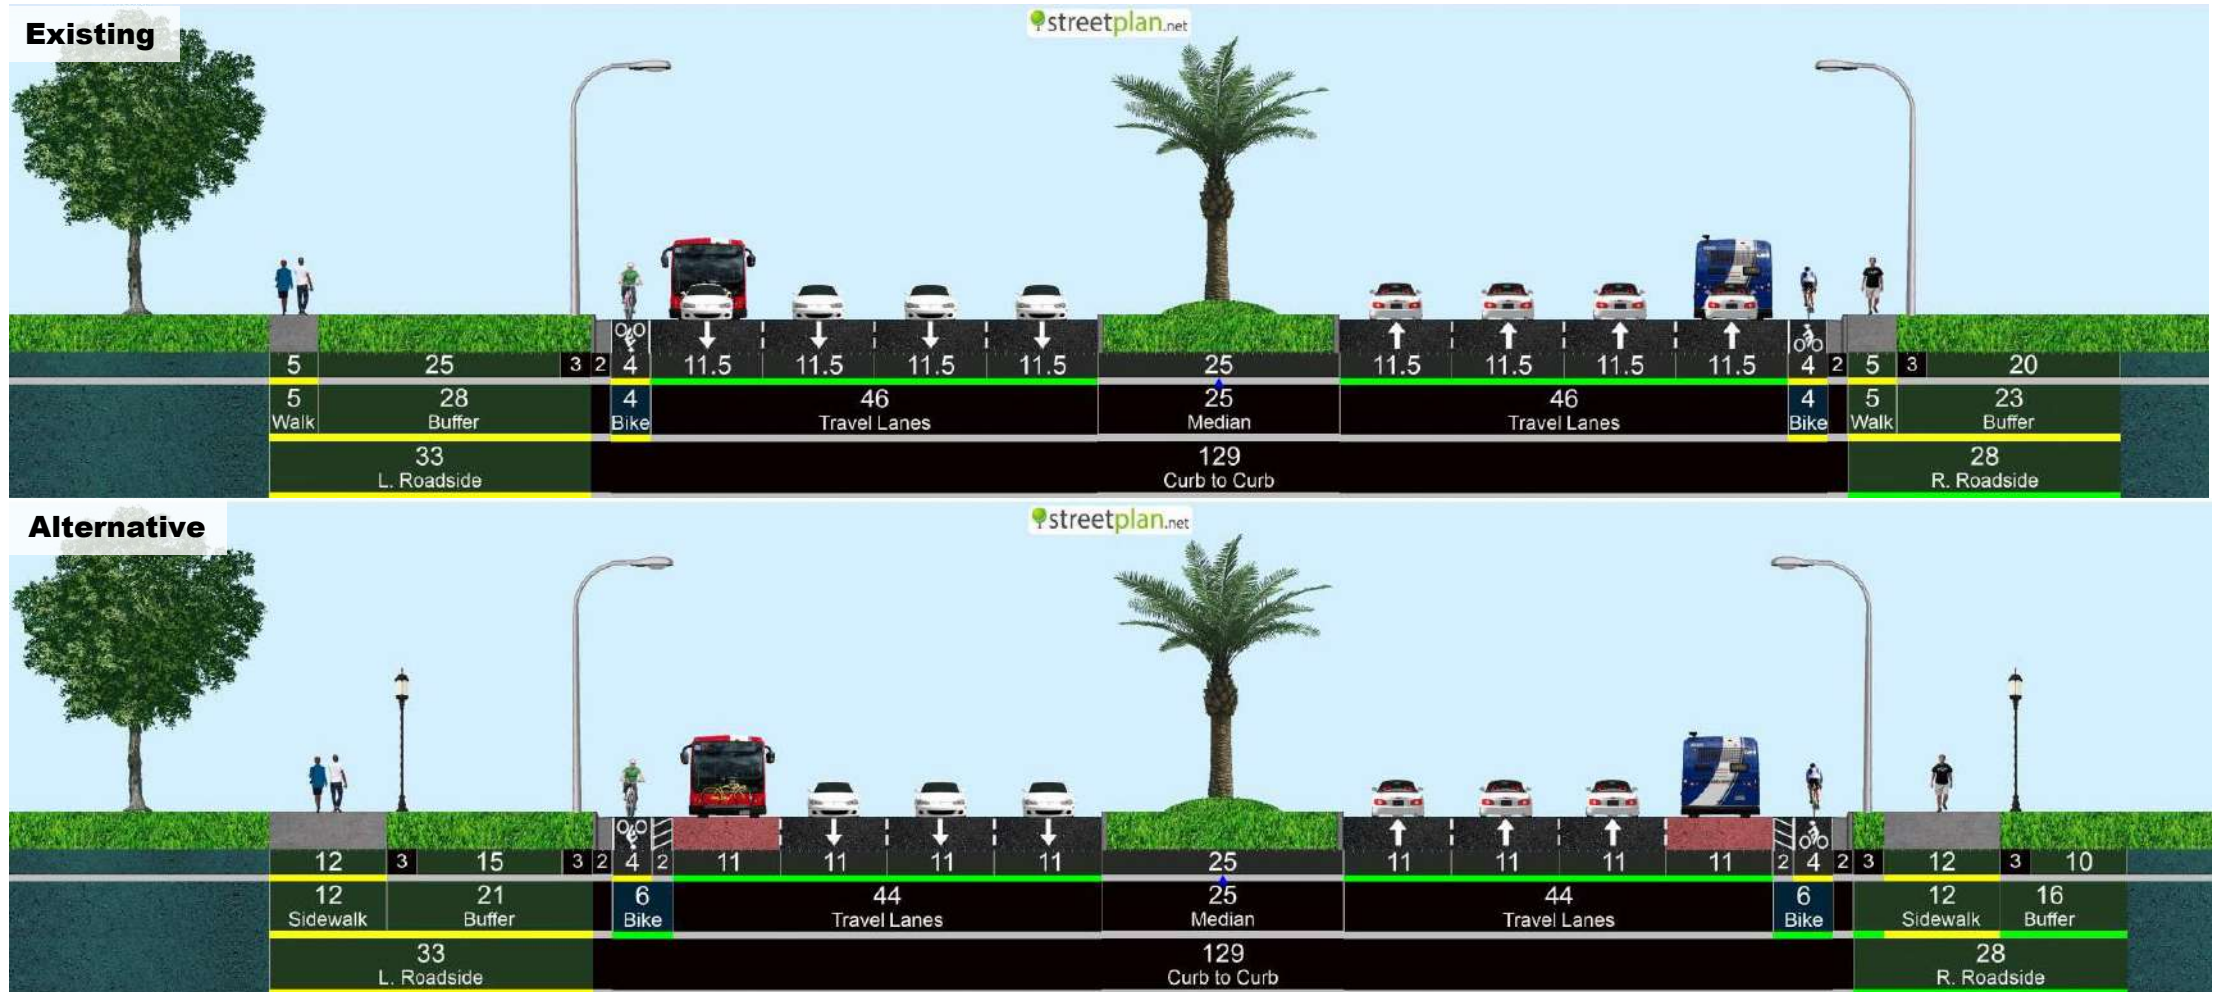 Existing
streetplan.net
5 25 3 2 4 11.5 11.5 11.5 11.5 25 11.5 11.5 11.5 11.5 4 2 5 3 20
5 28 4 46 25 46 4 5 23
Walk Buffer Bike Travel Lanes Median Travel Lanes Bike Walk Buffer
33 129 28
L. Roadside Curb to Curb R. Roadside
Alternative
streetplan.net
12 3 15 3 2 4 2 11 11 11 11 25 11 11 11 11 2 4 2 3 12 3 10
12 21 6 44 25 44 6 12 16
Sidewalk Buffer Bike Travel Lanes Median Travel Lanes Bike Sidewalk Buffer
33 129 28
L. Roadside Curb to Curb R. Roadside